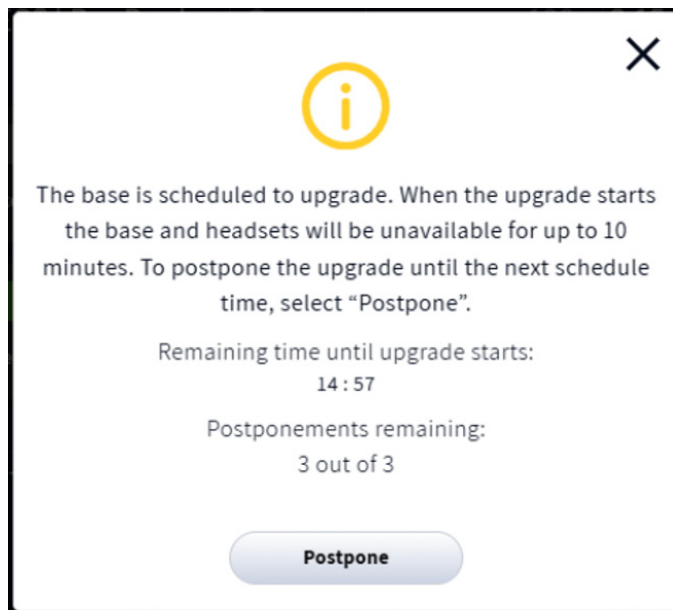 The base is scheduled to upgrade. When the upgrade starts
the base and headsets will be unavailable for up to 10
minutes. To postpone the upgrade until the next schedule
time, select “Postpone”.
Remaining time until upgrade starts:
14 : 57
Postponements remaining:
3 out of 3
Postpone